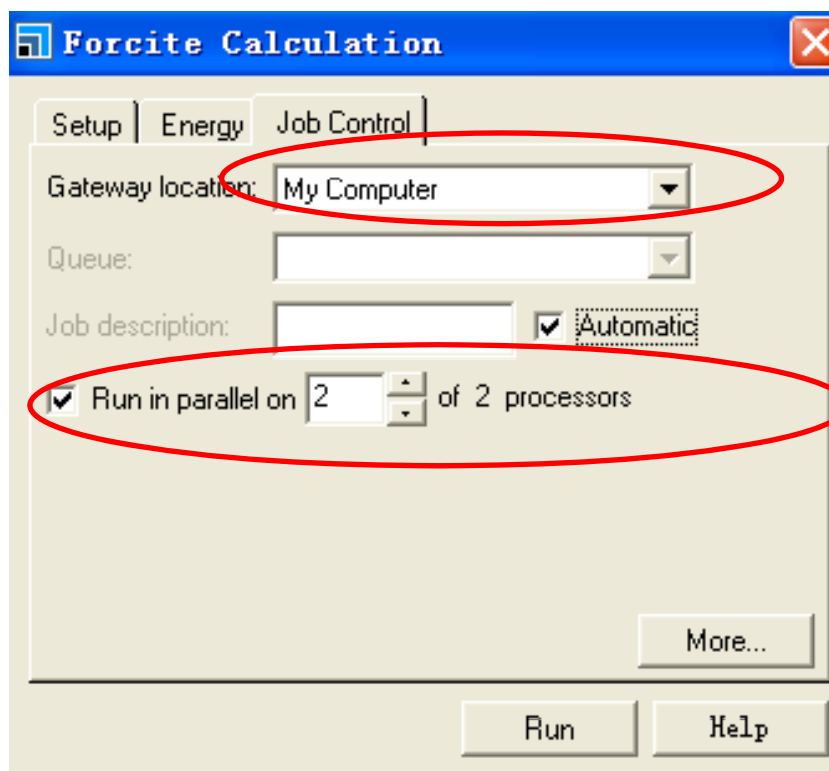 Forcite Calculation
Setup Energy Job Control
Gateway location: My Computer
Queue:
Job description: Automatic
Run in parallel on 2 of 2 processors
More...
Run Help